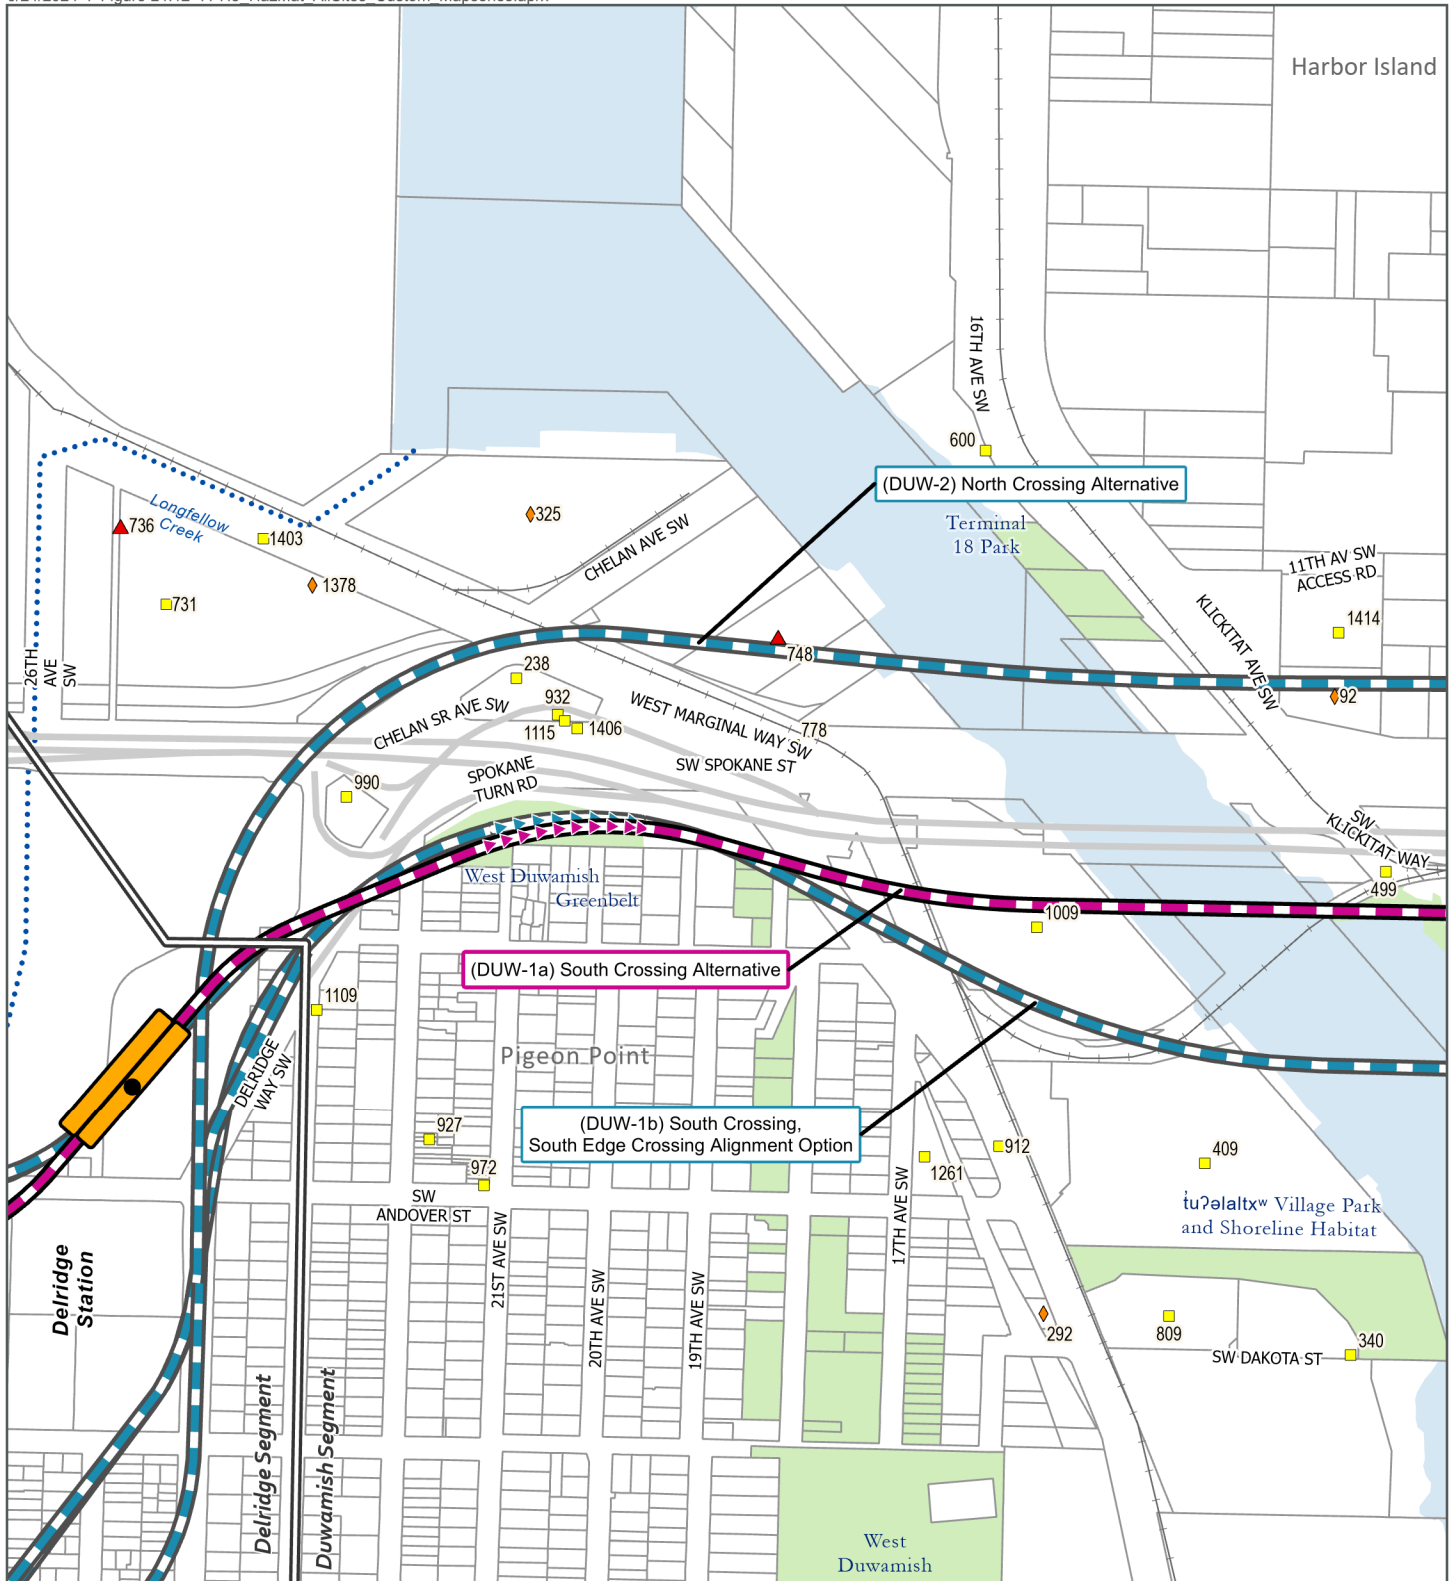 Harbor Island
16TH AVE SW
600
(DUW-2) North Crossing Alternative
325
736
Longfellow
Creek
1403
CHELAN AVE SW
Terminal
18 Park
11TH AV SW
ACCESS RD
1378
731
1414
KLICKITAT AVE SW
26TH
AVE
SW
748
238
92
932
CHELAN SR AVE SW
WEST MARGINAL WAY SW
1115
1406
778
SPOKANE
TURN RD
SW SPOKANE ST
990
SW
KLICKITAT WAY
West Duwamish
Greenbelt
499
1009
(DUW-1a) South Crossing Alternative
1109
Pigeon Point
DELRIDGE
WAY SW
927
(DUW-1b) South Crossing,
South Edge Crossing Alignment Option
972
912
1261
409
SW
ANDOVER ST
t̓uʔəlaltxʷ Village Park
and Shoreline Habitat
17TH AVE SW
21ST AVE SW
20TH AVE SW
19TH AVE SW
Delridge
Station
292
809
340
SW DAKOTA ST
Delridge Segment
Duwamish Segment
West
Duwamish